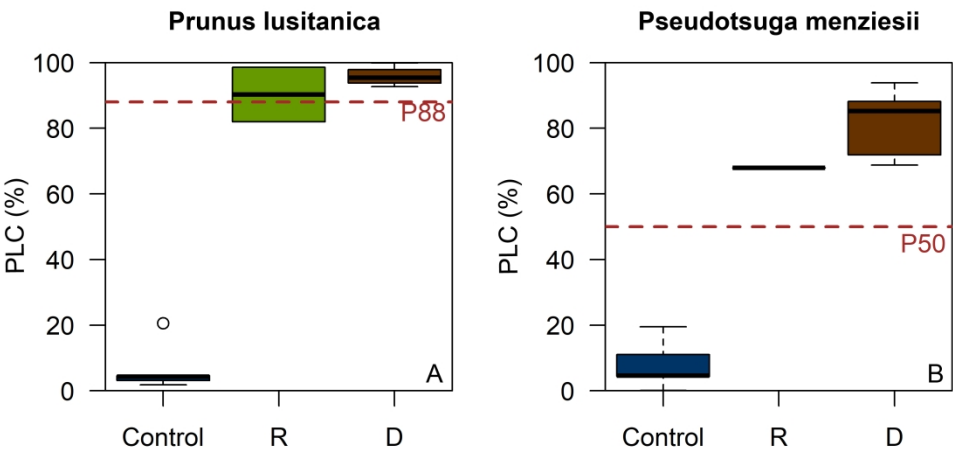 Prunus lusitanica
PLC (%)
100
80
60
40
20
0
P88
A
Control R D
Pseudotsuga menziesii
PLC (%)
100
80
60
40
20
0
P50
B
Control R D